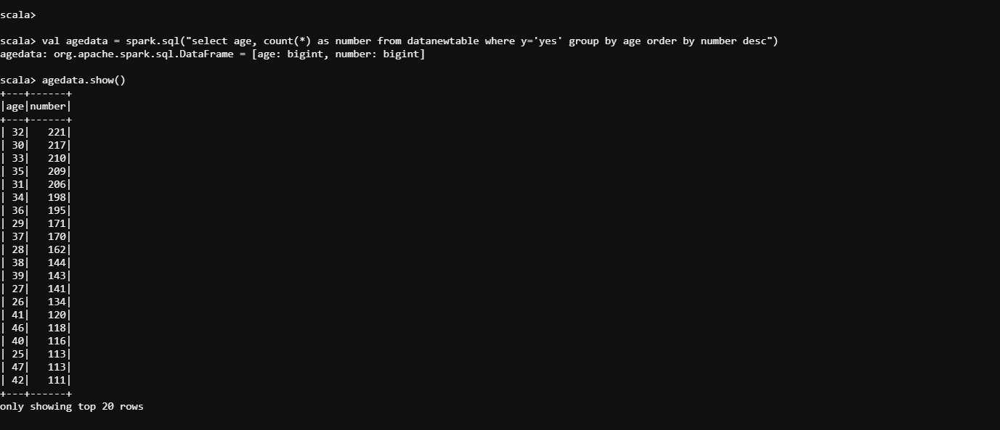 scala>
scala> val agedata = spark.sql("select age, count(*) as number from datanewtable where y='yes' group by age order by number desc")
agedata: org.apache.spark.sql.DataFrame = [age: bigint, number: bigint]
scala> agedata.show()
+---+------+
|age|number|
+---+------+
| 32|   221|
| 30|   217|
| 33|   210|
| 35|   209|
| 31|   206|
| 34|   198|
| 36|   195|
| 29|   171|
| 37|   170|
| 28|   162|
| 38|   144|
| 39|   143|
| 27|   141|
| 26|   134|
| 41|   120|
| 46|   118|
| 40|   116|
| 25|   113|
| 47|   113|
| 42|   111|
+---+------+
only showing top 20 rows